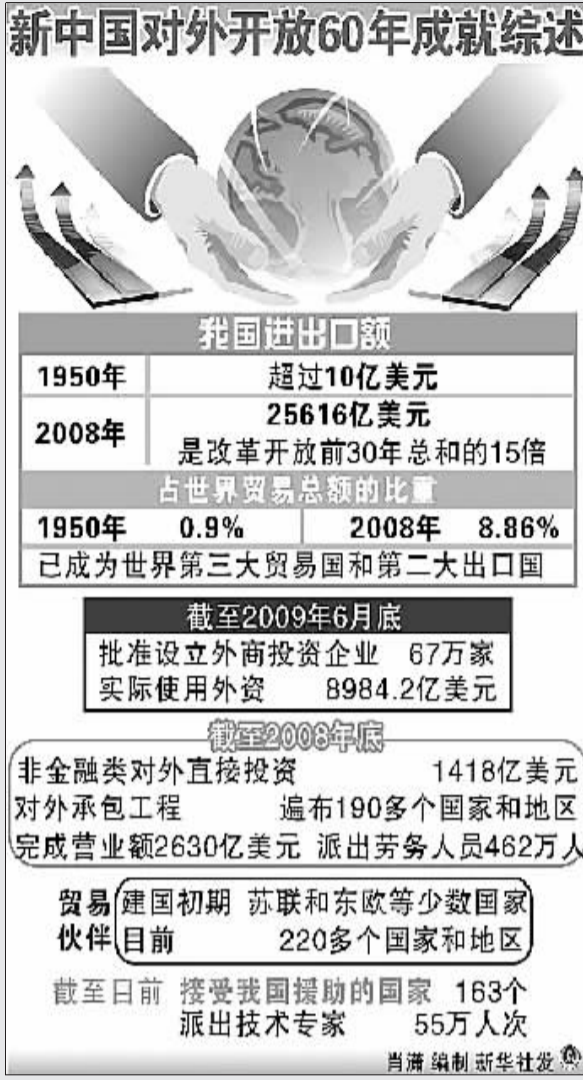 新中国对外开放60年成就综述
我国进出口额
1950年 超过10亿美元
2008年 25616亿美元
是改革开放前30年总和的15倍
占世界贸易总额的比重
1950年 0.9% 2008年 8.86%
已成为世界第三大贸易国和第二大出口国
截至2009年6月底
批准设立外商投资企业 67万家
实际使用外资 8984.2亿美元
截至2008年底
非金融类对外直接投资 1418亿美元
对外承包工程 遍布190多个国家和地区
完成营业额2630亿美元 派出劳务人员462万人
贸易伙伴
建国初期 苏联和东欧等少数国家
目前 220多个国家和地区
截至日前 接受我国援助的国家 163个
派出技术专家 55万人次
肖潇 编制 新华社发